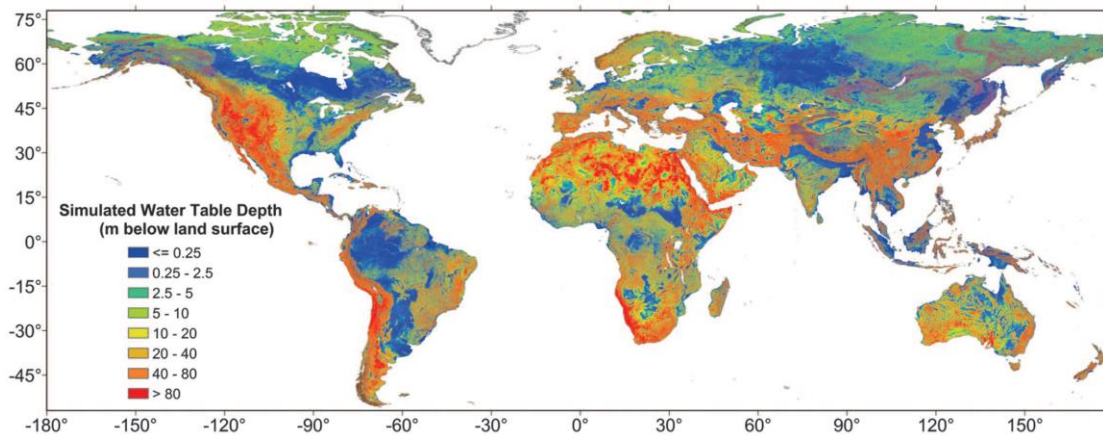 75°
60°
45°
30°
15°
0°
-15°
-30°
-45°
Simulated Water Table Depth
(m below land surface)
<= 0.25
0.25 - 2.5
2.5 - 5
5 - 10
10 - 20
20 - 40
40 - 80
> 80
-180° -150° -120° -90° -60° -30° 0° 30° 60° 90° 120° 150°